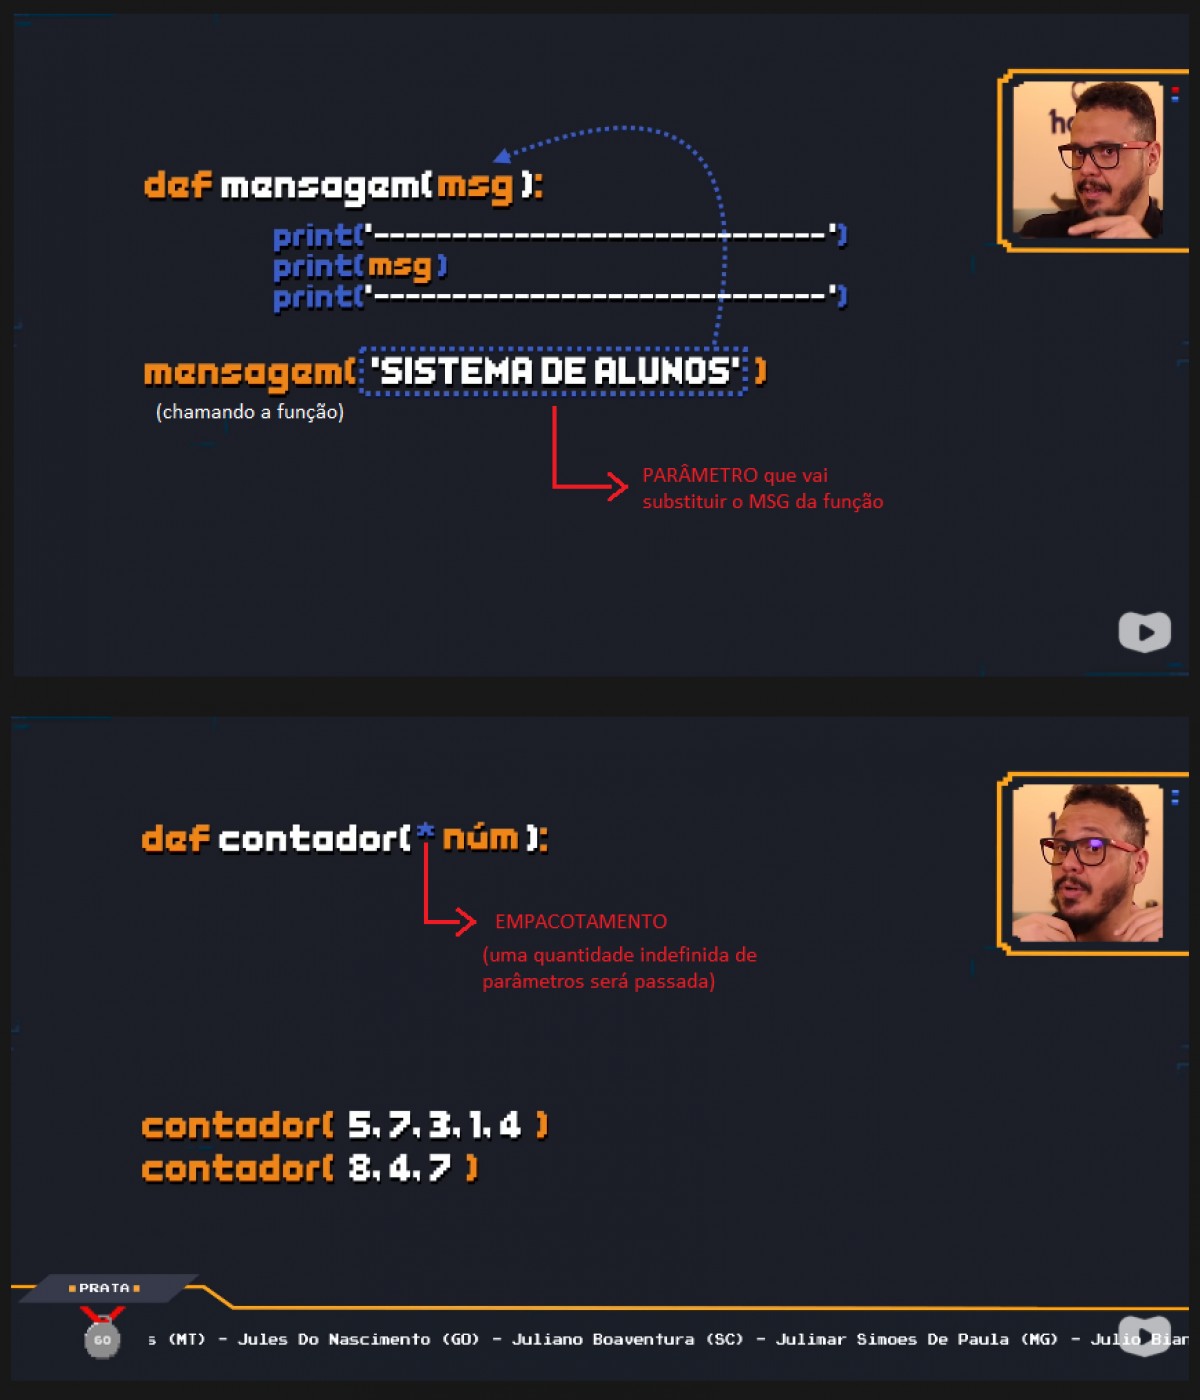 def mensagem( msg ):
print('-----------------------------')
print( msg )
print('-----------------------------')
mensagem( 'SISTEMA DE ALUNOS' )
(chamando a função)
PARÂMETRO que vai
substituir o MSG da função
def contador( * núm ):
EMPACOTAMENTO
(uma quantidade indefinida de
parâmetros será passada)
contador( 5, 7, 3, 1, 4 )
contador( 8, 4, 7 )
PRATA
GO
s (MT) - Jules Do Nascimento (GO) - Juliano Boaventura (SC) - Julimar Simoes De Paula (MG) - Julio Bian